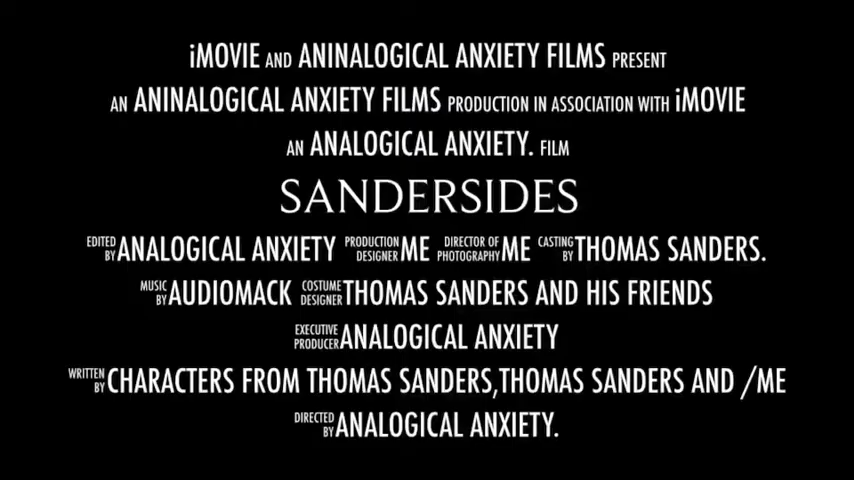 iMOVIE AND ANINALOGICAL ANXIETY FILMS PRESENT
AN ANINALOGICAL ANXIETY FILMS PRODUCTION IN ASSOCIATION WITH iMOVIE
AN ANALOGICAL ANXIETY. FILM
SANDERSIDES
EDITED BY ANALOGICAL ANXIETY PRODUCTION DESIGNER ME DIRECTOR OF PHOTOGRAPHY ME CASTING BY THOMAS SANDERS.
MUSIC BY AUDIOMACK COSTUME DESIGNER THOMAS SANDERS AND HIS FRIENDS
EXECUTIVE PRODUCER ANALOGICAL ANXIETY
WRITTEN BY CHARACTERS FROM THOMAS SANDERS,THOMAS SANDERS AND /ME
DIRECTED BY ANALOGICAL ANXIETY.